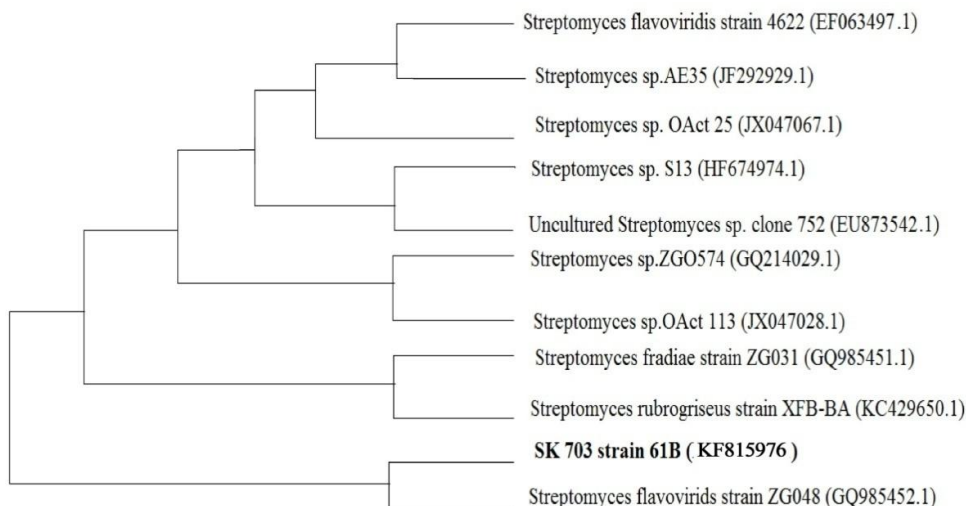 Streptomyces flavoviridis strain 4622 (EF063497.1)
Streptomyces sp.AE35 (JF292929.1)
Streptomyces sp. OAct 25 (JX047067.1)
Streptomyces sp. S13 (HF674974.1)
Uncultured Streptomyces sp. clone 752 (EU873542.1)
Streptomyces sp.ZGO574 (GQ214029.1)
Streptomyces sp.OAct 113 (JX047028.1)
Streptomyces fradiae strain ZG031 (GQ985451.1)
Streptomyces rubrogriseus strain XFB-BA (KC429650.1)
SK 703 strain 61B (KF815976 )
Streptomyces flavovirids strain ZG048 (GQ985452.1)